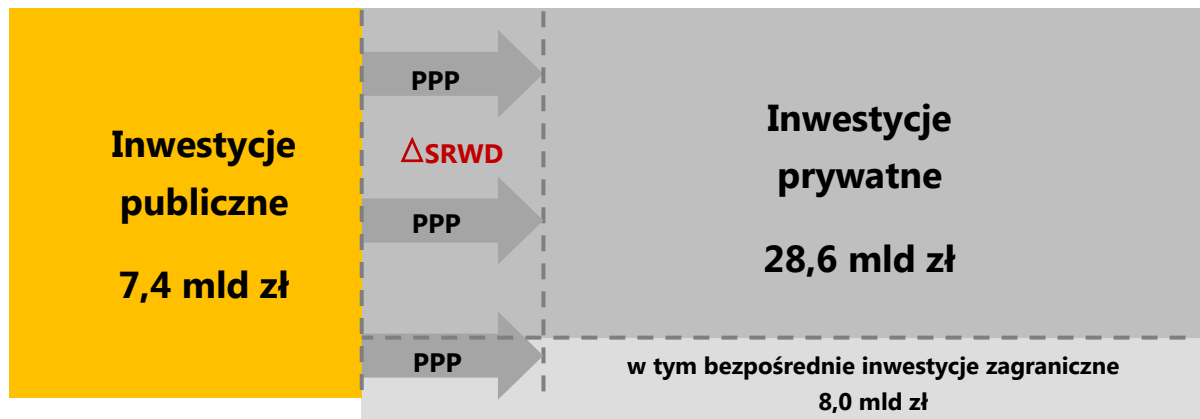 Inwestycje
publiczne
7,4 mld zł
PPP
△SRWD
PPP
PPP
Inwestycje
prywatne
28,6 mld zł
w tym bezpośrednie inwestycje zagraniczne
8,0 mld zł